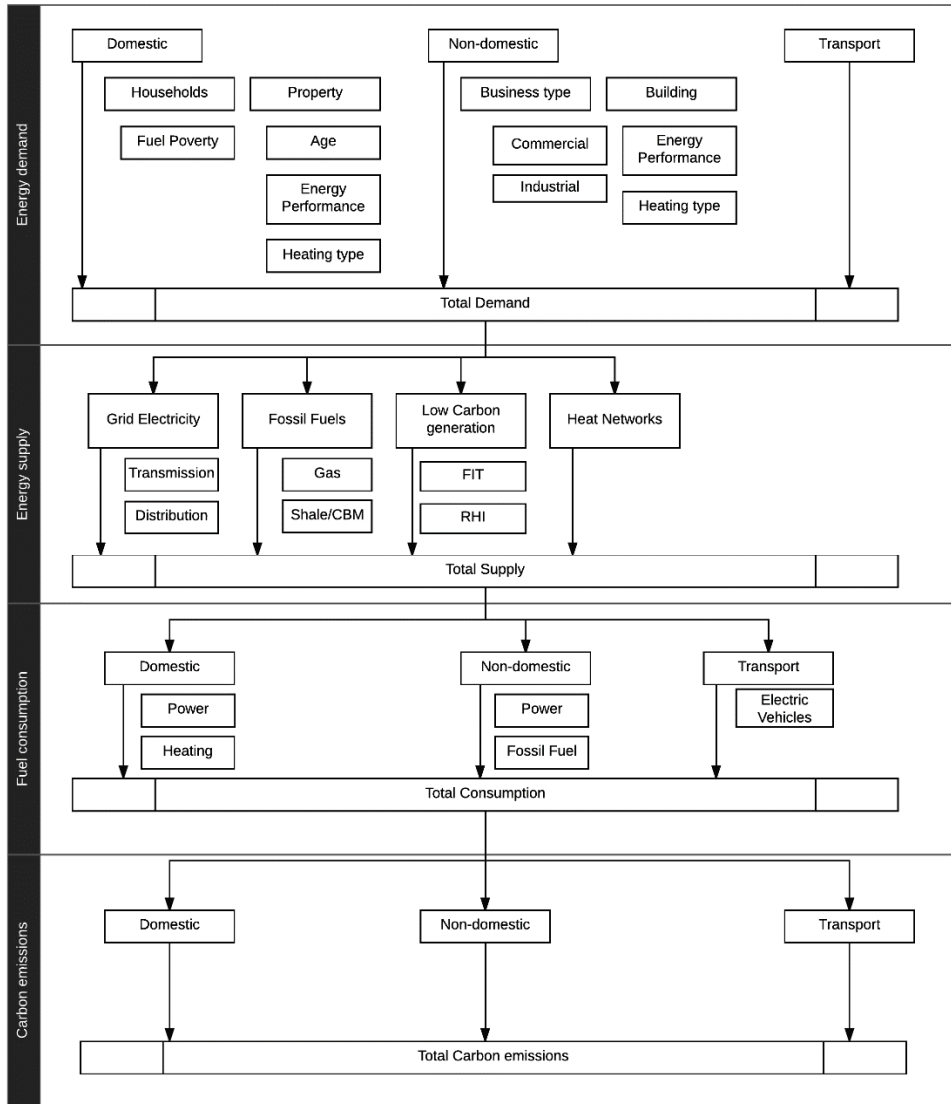 Energy demand
Domestic
Non-domestic
Transport
Households
Property
Business type
Building
Fuel Poverty
Age
Commercial
Energy
Performance
Energy
Performance
Industrial
Heating type
Heating type
Total Demand
Energy supply
Grid Electricity
Fossil Fuels
Low Carbon
generation
Heat Networks
Transmission
Gas
FIT
Distribution
Shale/CBM
RHI
Total Supply
Fuel consumption
Domestic
Non-domestic
Transport
Power
Power
Electric
Vehicles
Heating
Fossil Fuel
Total Consumption
Carbon emissions
Domestic
Non-domestic
Transport
Total Carbon emissions